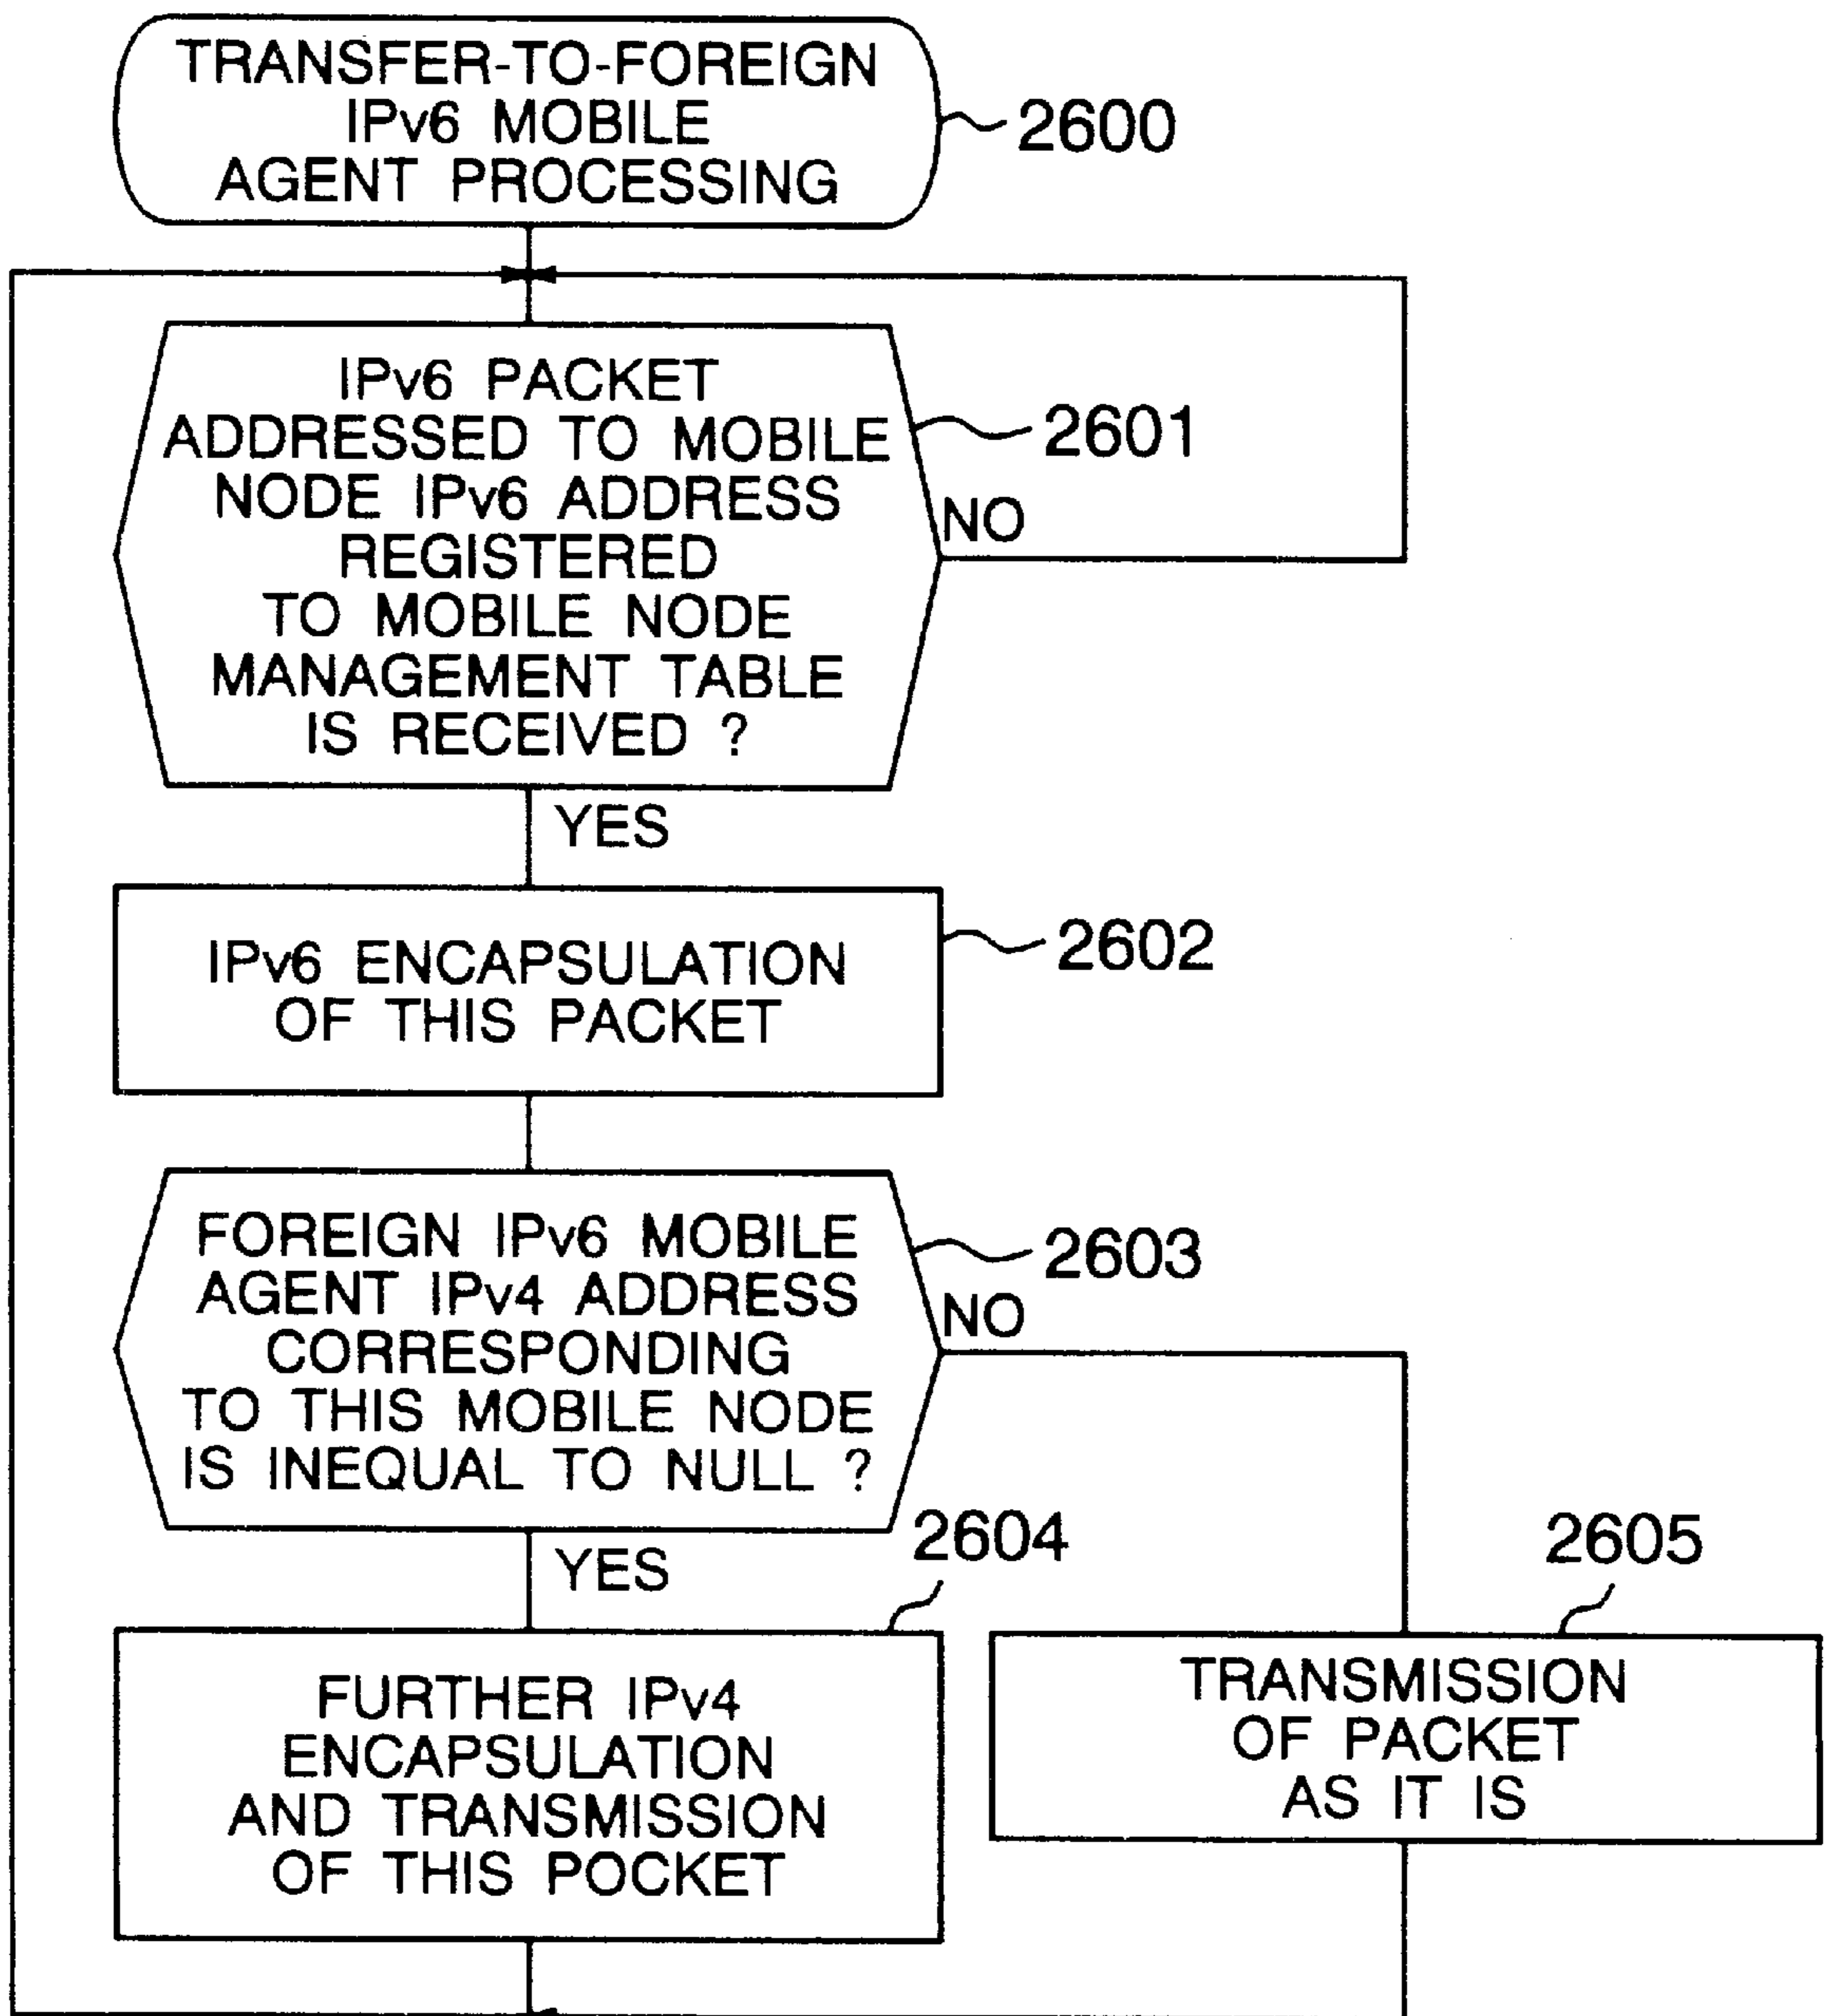 TRANSFER-TO-FOREIGN
IPv6 MOBILE
AGENT PROCESSING
2600
IPv6 PACKET
ADDRESSED TO MOBILE
NODE IPv6 ADDRESS
REGISTERED
TO MOBILE NODE
MANAGEMENT TABLE
IS RECEIVED ?
2601
NO
YES
IPv6 ENCAPSULATION
OF THIS PACKET
2602
FOREIGN IPv6 MOBILE
AGENT IPv4 ADDRESS
CORRESPONDING
TO THIS MOBILE NODE
IS INEQUAL TO NULL ?
2603
NO
YES
2604
FURTHER IPv4
ENCAPSULATION
AND TRANSMISSION
OF THIS POCKET
2605
TRANSMISSION
OF PACKET
AS IT IS